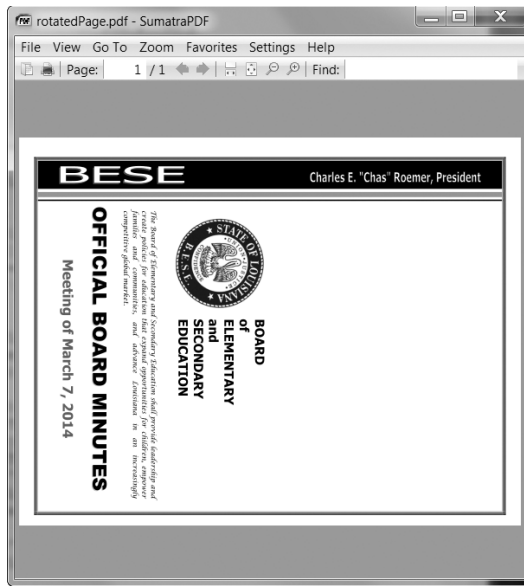 rotatedPage.pdf - SumatraPDF
File View Go To Zoom Favorites Settings Help
Page: 1 / 1 Find:
BESE
Charles E. "Chas" Roemer, President
STATE OF LOUISIANA
B.E.S.E.
BOARD
of
ELEMENTARY
and
SECONDARY
EDUCATION
The Board of Elementary and Secondary Education shall provide leadership and
create policies for education that expand opportunities for children, empower
families and communities, and advance Louisiana in an increasingly
competitive global market.
OFFICIAL BOARD MINUTES
Meeting of March 7, 2014